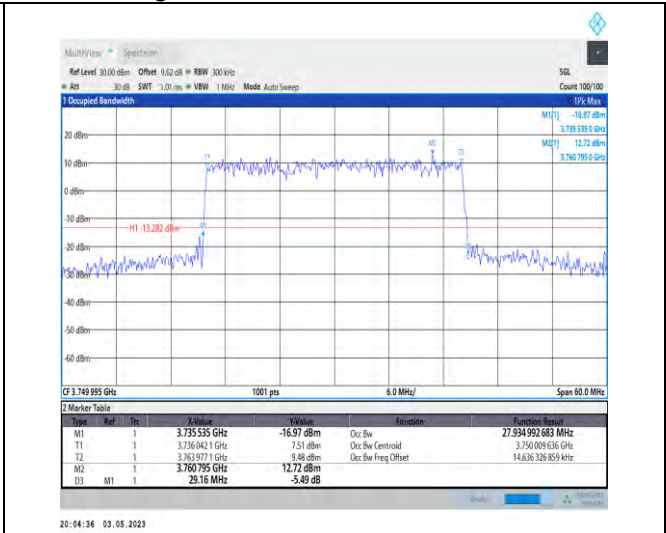 MultiView Spectrum
Ref Level 30.00 dBm Offset 9.62 dB RBW 300 kHz SGL
Att 30 dB SWT 1.01 ms VBW 1 MHz Mode Auto Sweep Count 100/100
1 Occupied Bandwidth 1Pk Max
M1[1] -16.97 dBm
3.735 535 0 GHz
M2[1] 12.72 dBm
3.760 795 0 GHz
20 dBm
10 dBm
0 dBm
-10 dBm
H1 -13.282 dBm
-20 dBm
-30 dBm
-40 dBm
-50 dBm
-60 dBm
T1
M2
T2
CF 3.749 995 GHz 1001 pts 6.0 MHz/ Span 60.0 MHz
2 Marker Table
Type Ref Trc X-Value Y-Value Function Function Result
M1 1 3.735 535 GHz -16.97 dBm Occ Bw 27.934 992 683 MHz
T1 1 3.736 042 1 GHz 7.51 dBm Occ Bw Centroid 3.750 009 636 GHz
T2 1 3.763 977 1 GHz 9.48 dBm Occ Bw Freq Offset 14.636 326 859 kHz
M2 1 3.760 795 GHz 12.72 dBm
D3 M1 1 29.16 MHz -5.49 dB
20:04:36 03.05.2023